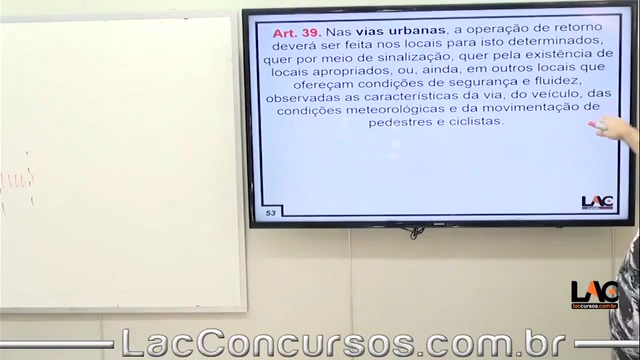 Art. 39. Nas vias urbanas, a operação de retorno
deverá ser feita nos locais para isto determinados,
quer por meio de sinalização, quer pela existência de
locais apropriados, ou, ainda, em outros locais que
ofereçam condições de segurança e fluidez,
observadas as características da via, do veículo, das
condições meteorológicas e da movimentação de
pedestres e ciclistas.
53
LAC
LAC
laccursos.com.br
LacConcursos.com.br